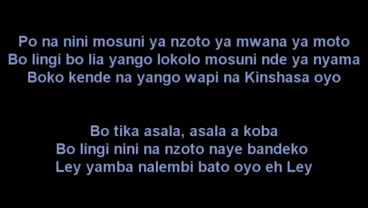 Po na nini mosuni ya nzoto ya mwana ya moto
Bo lingi bo lia yango lokolo mosuni nde ya nyama
Boko kende na yango wapi na Kinshasa oyo
Bo tika asala, asala a koba
Bo lingi nini na nzoto naye bandeko
Ley yamba nalembi bato oyo eh Ley